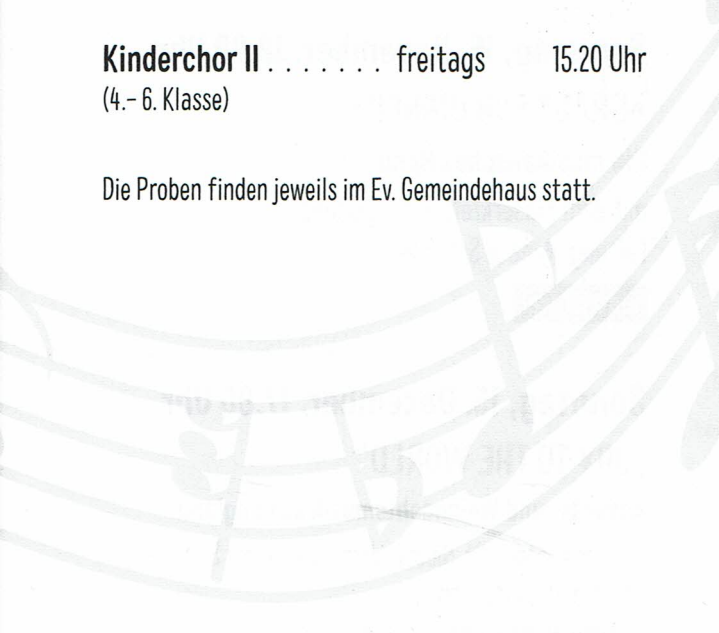 Kinderchor II . . . . . . . freitags 15.20 Uhr
(4.– 6. Klasse)
Die Proben finden jeweils im Ev. Gemeindehaus statt.